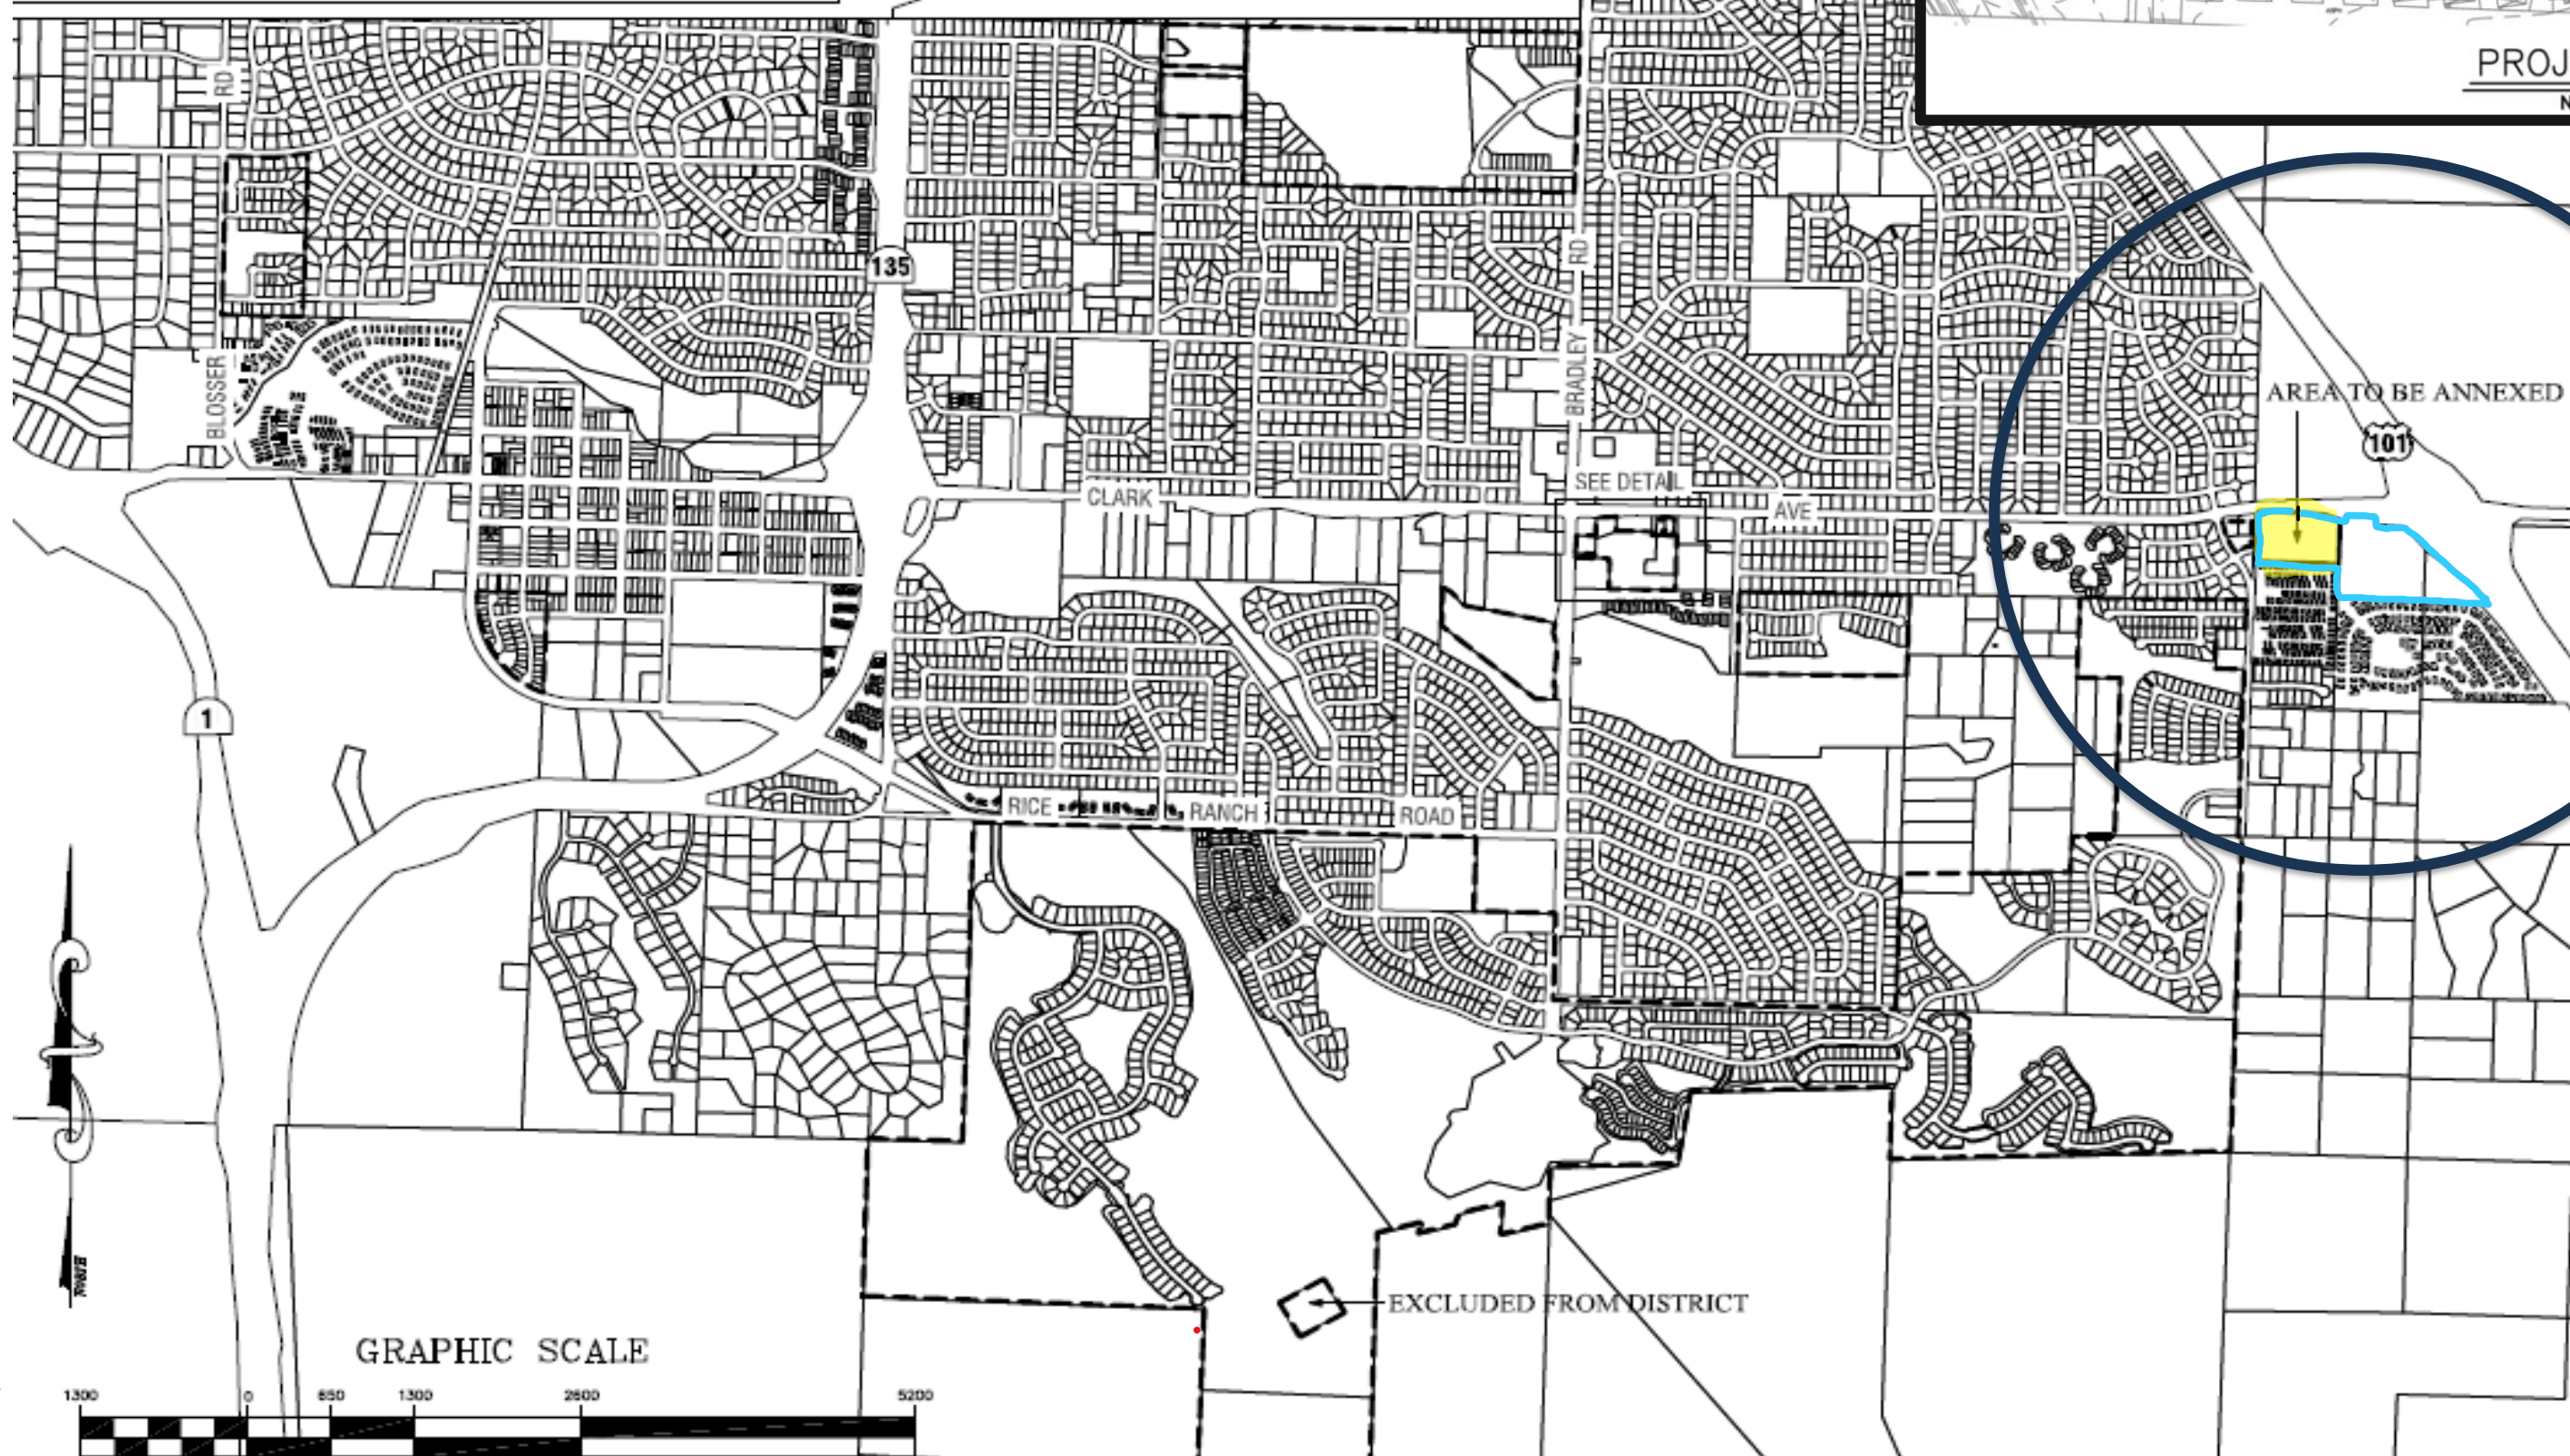 PROJ
N
RD
135
RD
BLOSSER
BRADLEY
AREA TO BE ANNEXED
101
SEE DETAIL
CLARK
AVE
1
RICE
RANCH
ROAD
EXCLUDED FROM DISTRICT
NORTH
GRAPHIC SCALE
1300 0 650 1300 2600 5200